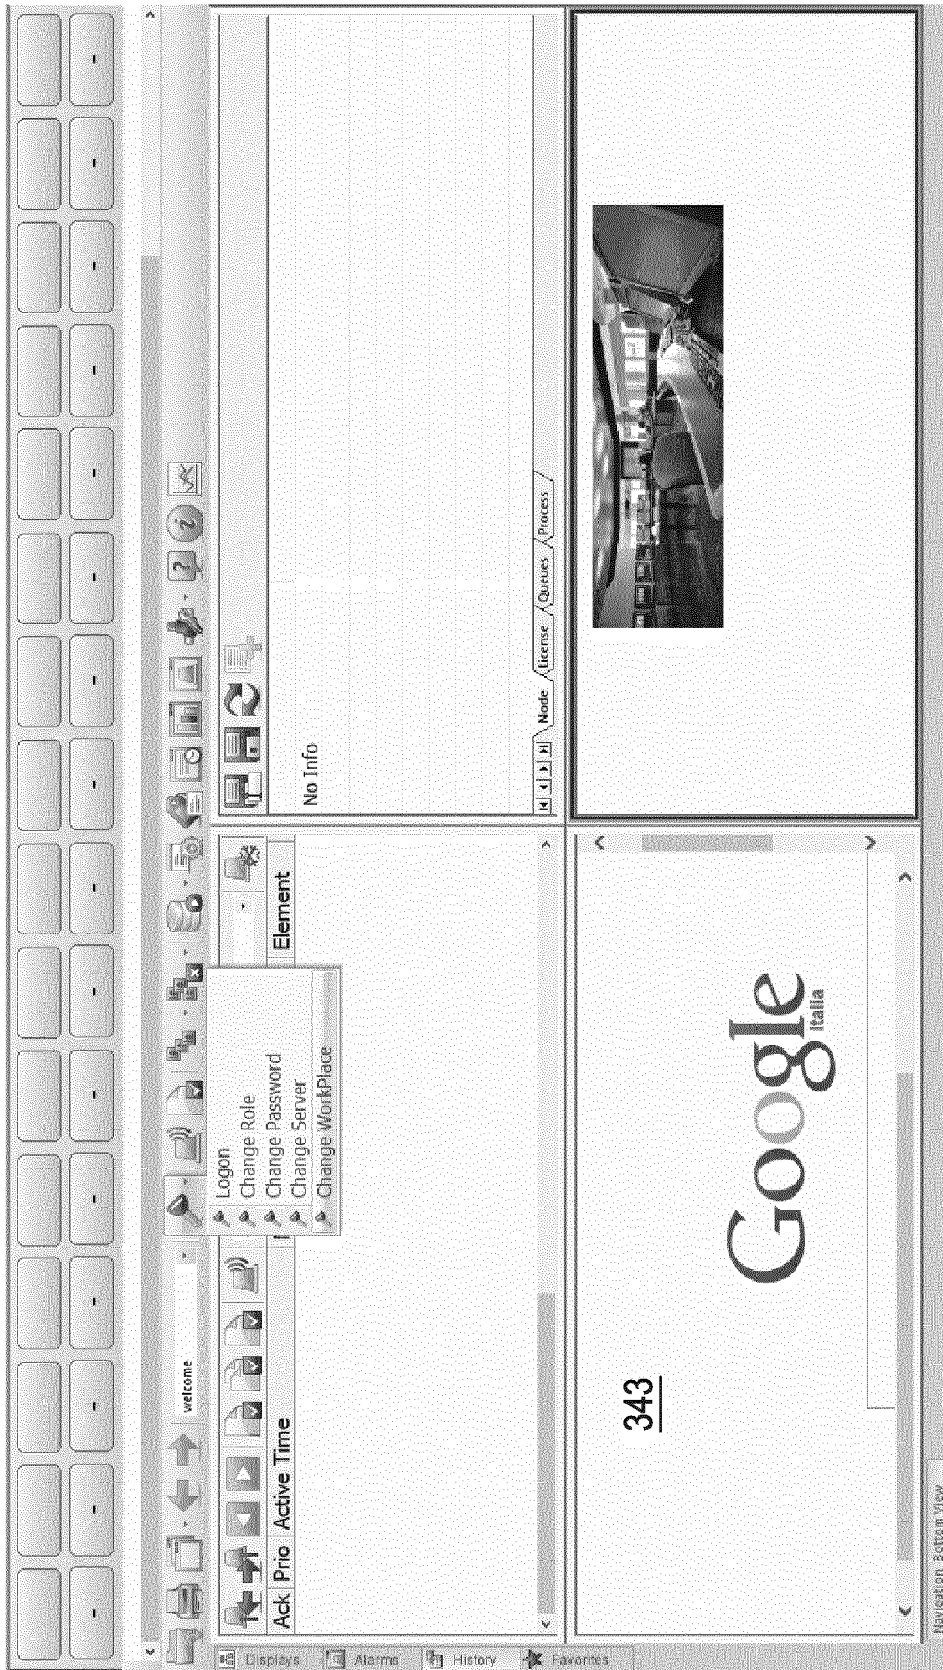 welcome
Logon
Change Role
Change Password
Change Server
Change WorkPlace
Ack Prio Active Time
Element
No Info
Node License Queues Process
343
Google
Italia
Displays
Alarms
History
Favorites
Navigation Bottom View